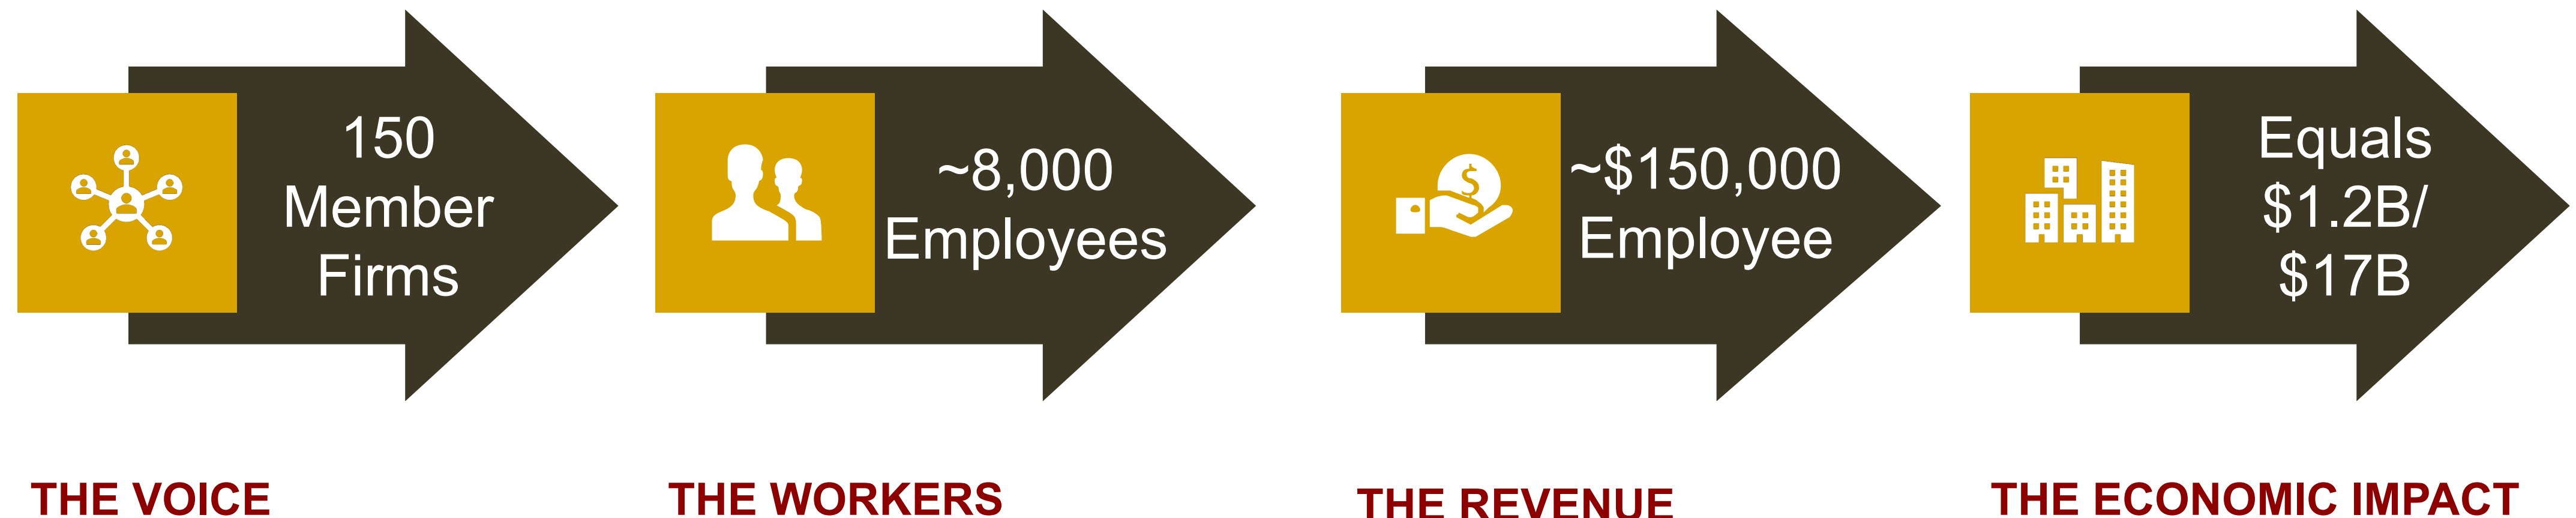 150
Member
Firms
~8,000
Employees
~$150,000
Employee
Equals
$1.2B/
$17B
THE VOICE
THE WORKERS
THE REVENUE
THE ECONOMIC IMPACT